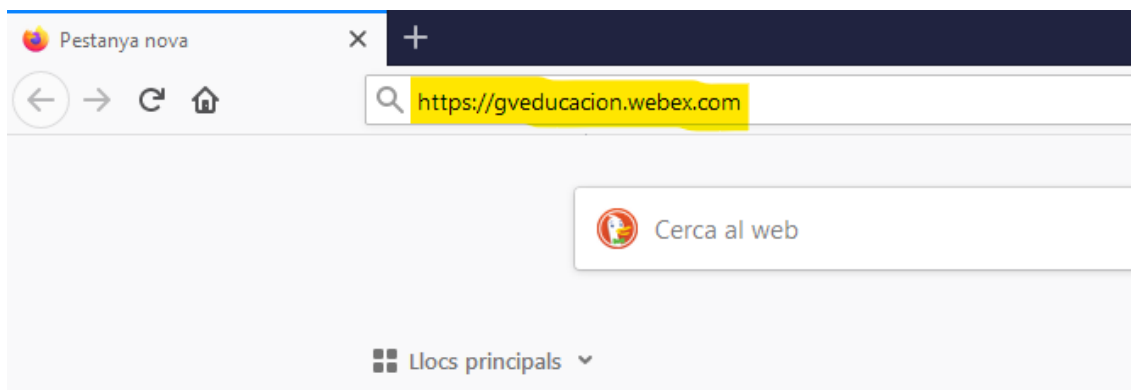 Pestanya nova
https://gveducacion.webex.com
Cerca al web
Llocs principals